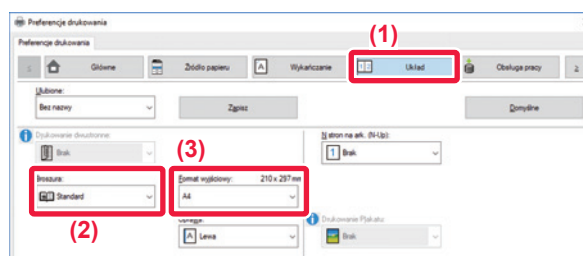 Preferencje drukowania
Preferencje drukowania
(1)
Główne Źródło papieru Wykańczanie Układ Obsługa pracy
Ulubione:
Bez nazwy Zapisz Domyślne
Drukowanie dwustronne: N stron na ark. (N-Up):
Brak (3) 1 Brak
Broszura: Format wyjściowy: 210 x 297 mm
Standard A4
(2) Drukowanie Plakatu:
A Lewa Brak